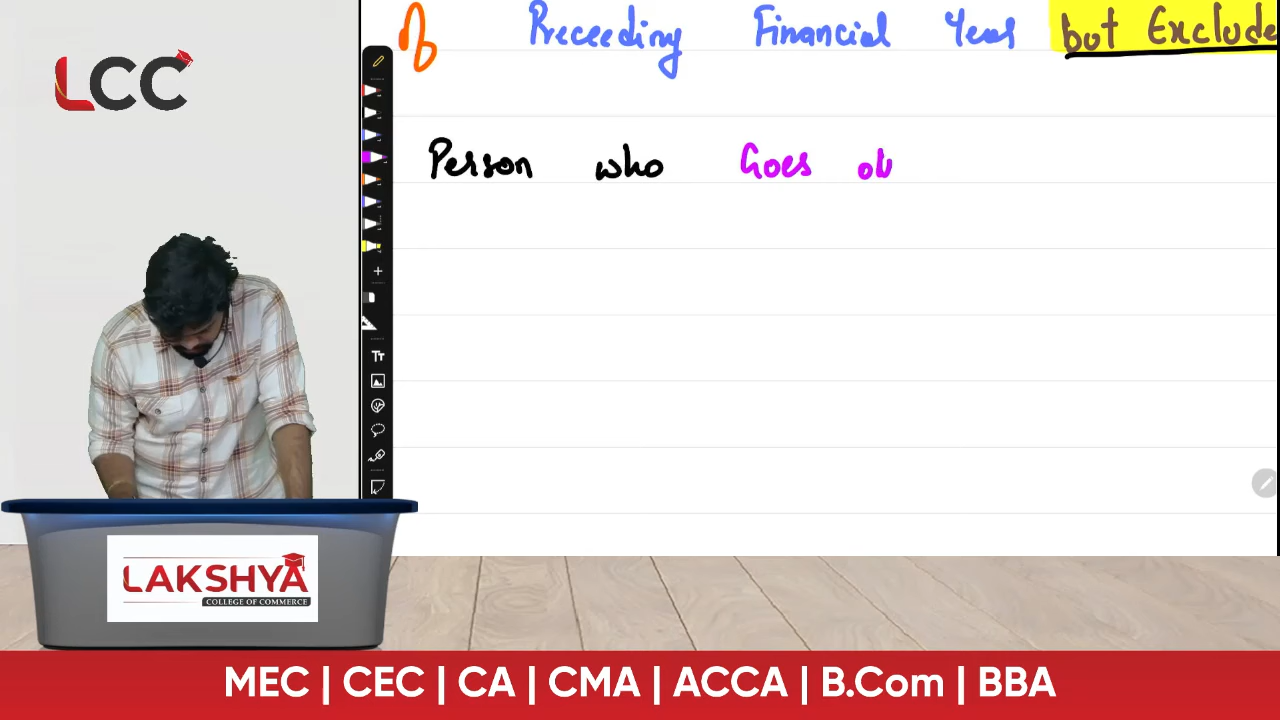 LCC
Preceeding Financial Year but Exclude
Person who Goes ou
LAKSHYA
COLLEGE OF COMMERCE
MEC | CEC | CA | CMA | ACCA | B.Com | BBA